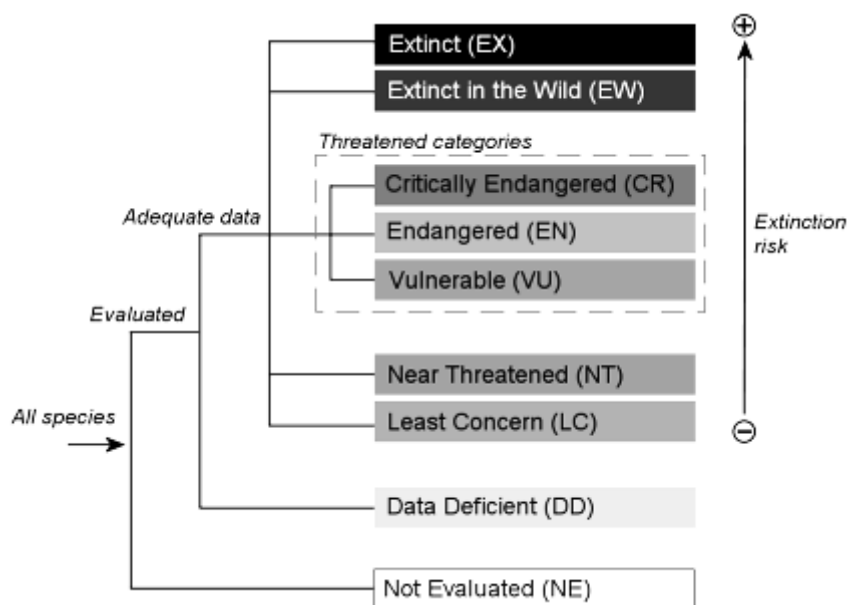 Extinct (EX)
Extinct in the Wild (EW)
Threatened categories
Critically Endangered (CR)
Adequate data
Endangered (EN)
Extinction
risk
Vulnerable (VU)
Evaluated
Near Threatened (NT)
All species
Least Concern (LC)
Data Deficient (DD)
Not Evaluated (NE)